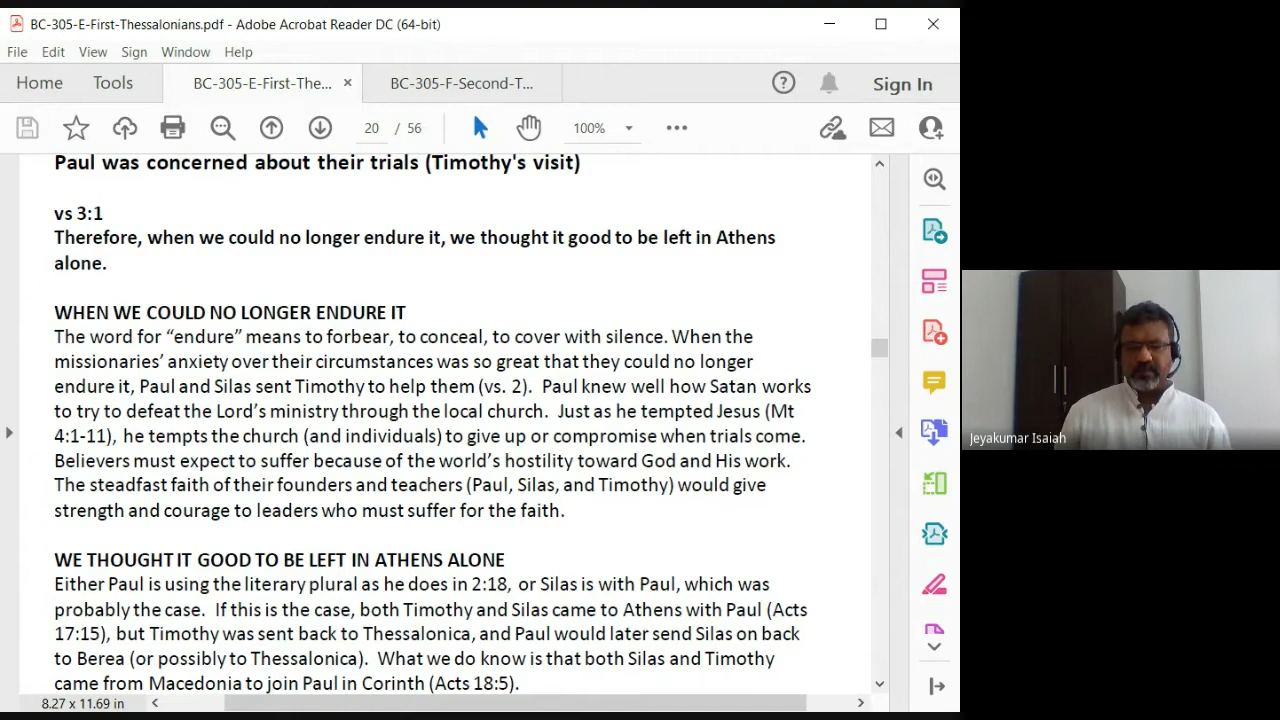 BC-305-E-First-Thessalonians.pdf - Adobe Acrobat Reader DC (64-bit)
File Edit View Sign Window Help
Home Tools BC-305-E-First-The... × BC-305-F-Second-T... Sign In
20 / 56 100%
Paul was concerned about their trials (Timothy's visit)
vs 3:1
Therefore, when we could no longer endure it, we thought it good to be left in Athens
alone.
WHEN WE COULD NO LONGER ENDURE IT
The word for “endure” means to forbear, to conceal, to cover with silence. When the
missionaries’ anxiety over their circumstances was so great that they could no longer
endure it, Paul and Silas sent Timothy to help them (vs. 2). Paul knew well how Satan works
to try to defeat the Lord’s ministry through the local church. Just as he tempted Jesus (Mt
4:1-11), he tempts the church (and individuals) to give up or compromise when trials come.
Believers must expect to suffer because of the world’s hostility toward God and His work.
The steadfast faith of their founders and teachers (Paul, Silas, and Timothy) would give
strength and courage to leaders who must suffer for the faith.
WE THOUGHT IT GOOD TO BE LEFT IN ATHENS ALONE
Either Paul is using the literary plural as he does in 2:18, or Silas is with Paul, which was
probably the case. If this is the case, both Timothy and Silas came to Athens with Paul (Acts
17:15), but Timothy was sent back to Thessalonica, and Paul would later send Silas on back
to Berea (or possibly to Thessalonica). What we do know is that both Silas and Timothy
came from Macedonia to join Paul in Corinth (Acts 18:5).
8.27 x 11.69 in
Jeyakumar Isaiah